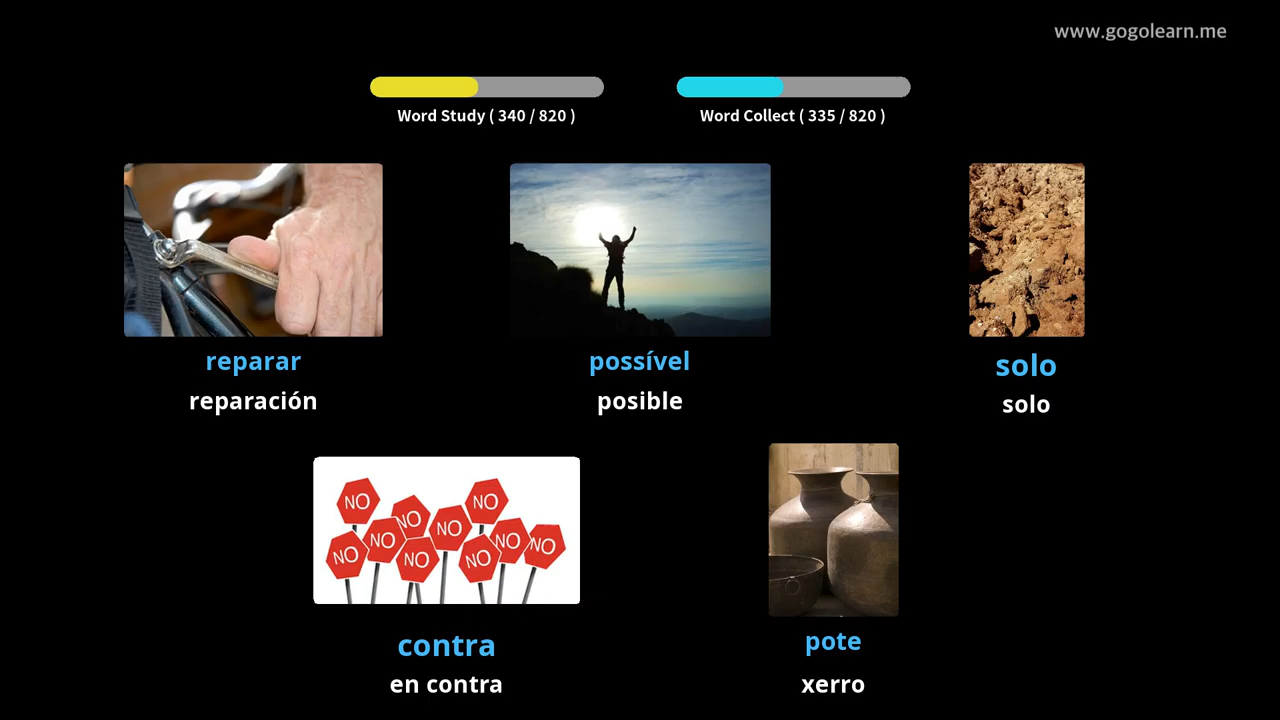 www.gogolearn.me
Word Study ( 340 / 820 )
Word Collect ( 335 / 820 )
reparar
reparación
possível
posible
solo
solo
NO
NO
NO
NO
NO
NO
NO
NO
NO
NO
contra
en contra
pote
xerro